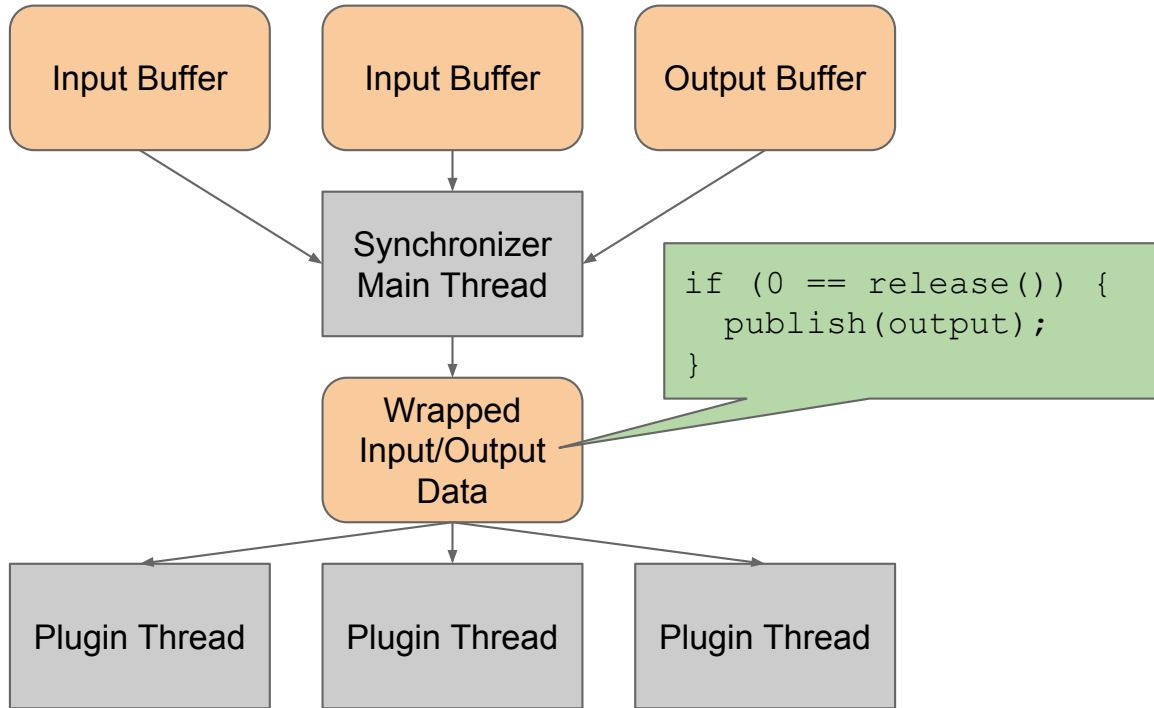 Input Buffer
Input Buffer
Output Buffer
Synchronizer
Main Thread
if (0 == release()) {
  publish(output);
}
Wrapped
Input/Output
Data
Plugin Thread
Plugin Thread
Plugin Thread